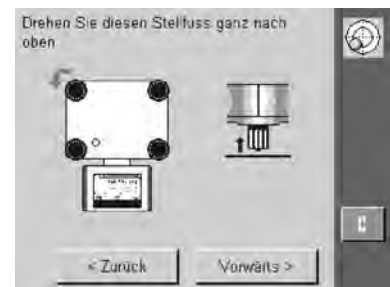 Drehen Sie diesen Stellfuss ganz nach
oben
< Zurück
Vorwärts >